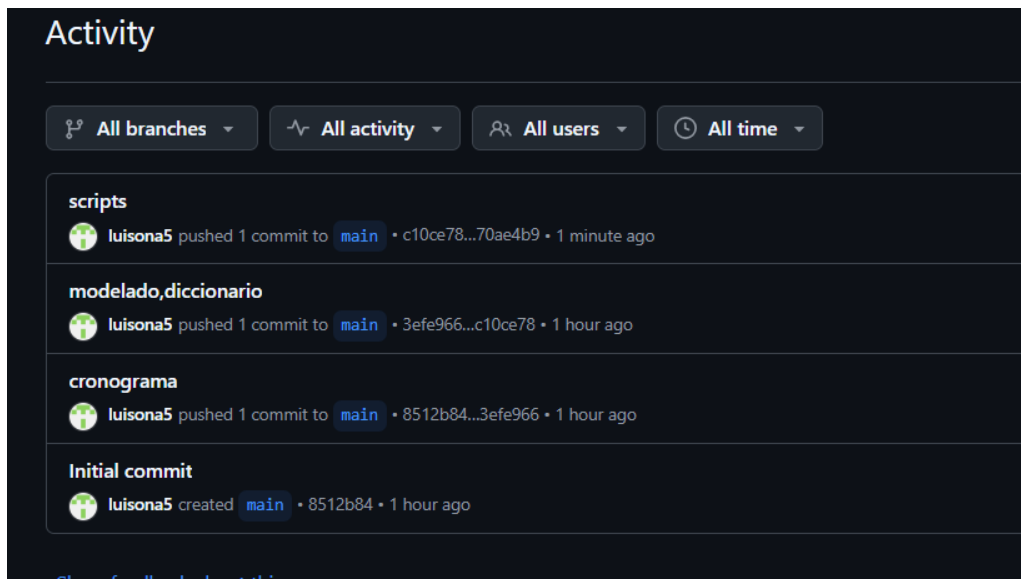 Activity
All branches All activity All users All time
scripts
luisona5 pushed 1 commit to main • c10ce78...70ae4b9 • 1 minute ago
modelado,diccionario
luisona5 pushed 1 commit to main • 3efe966...c10ce78 • 1 hour ago
cronograma
luisona5 pushed 1 commit to main • 8512b84...3efe966 • 1 hour ago
Initial commit
luisona5 created main • 8512b84 • 1 hour ago